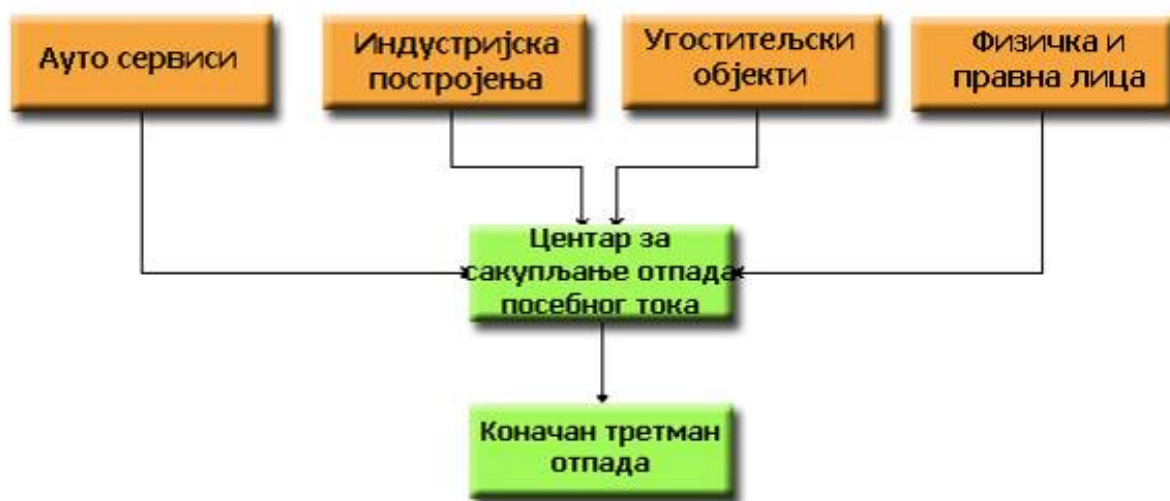 Ауто сервиси
Индустријска
постројења
Угоститељски
објекти
Физичка и
правна лица
Центар за
сакупљање отпада
посебног тока
Коначан третман
отпада